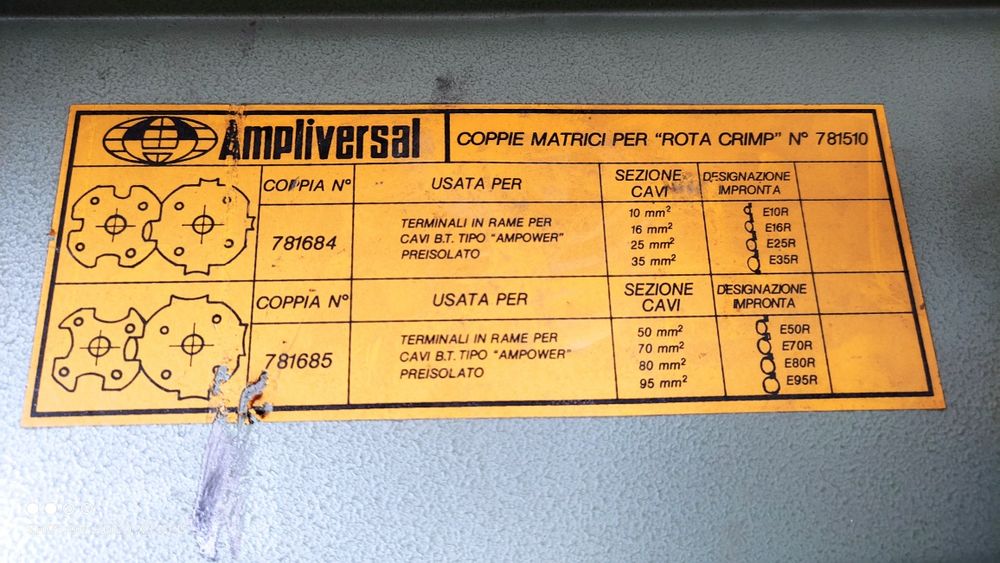 Ampliversal
COPPIE MATRICI PER "ROTA CRIMP" N° 781510
COPPIA N° USATA PER SEZIONE CAVI DESIGNAZIONE IMPRONTA
781684
TERMINALI IN RAME PER
CAVI B.T. TIPO "AMPOWER"
PREISOLATO
10 mm² E10R
16 mm² E16R
25 mm² E25R
35 mm² E35R
COPPIA N° USATA PER SEZIONE CAVI DESIGNAZIONE IMPRONTA
781685
TERMINALI IN RAME PER
CAVI B.T. TIPO "AMPOWER"
PREISOLATO
50 mm² E50R
70 mm² E70R
80 mm² E80R
95 mm² E95R